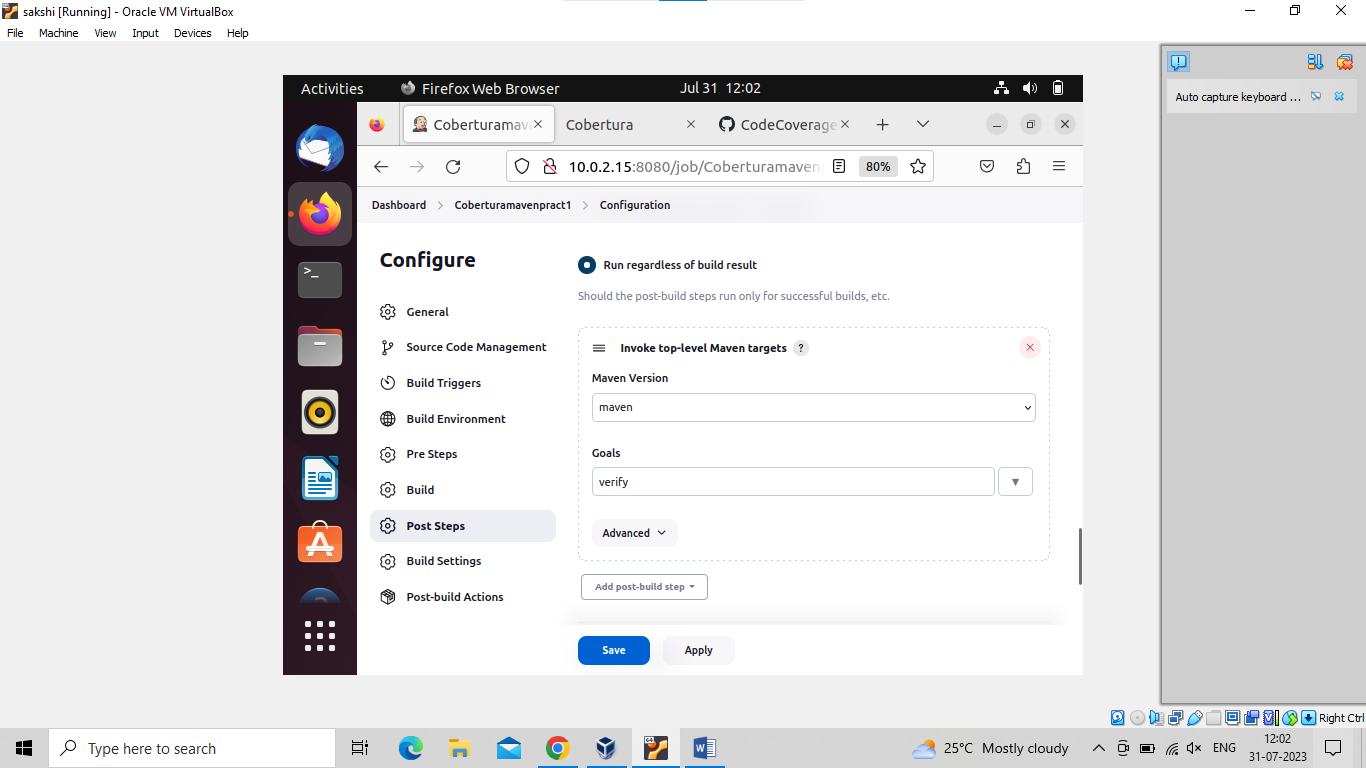 sakshi [Running] - Oracle VM VirtualBox
File Machine View Input Devices Help
Activities Firefox Web Browser Jul 31 12:02
Coberturamaven Cobertura CodeCoverage
10.0.2.15:8080/job/Coberturamavenp 80%
Dashboard Coberturamavenpract1 Configuration
Configure
General
Source Code Management
Build Triggers
Build Environment
Pre Steps
Build
Post Steps
Build Settings
Post-build Actions
Run regardless of build result
Should the post-build steps run only for successful builds, etc.
Invoke top-level Maven targets ?
Maven Version
maven
Goals
verify
Advanced
Add post-build step
Save Apply
Auto capture keyboard ...
Right Ctrl
Type here to search
25°C Mostly cloudy
ENG
12:02
31-07-2023